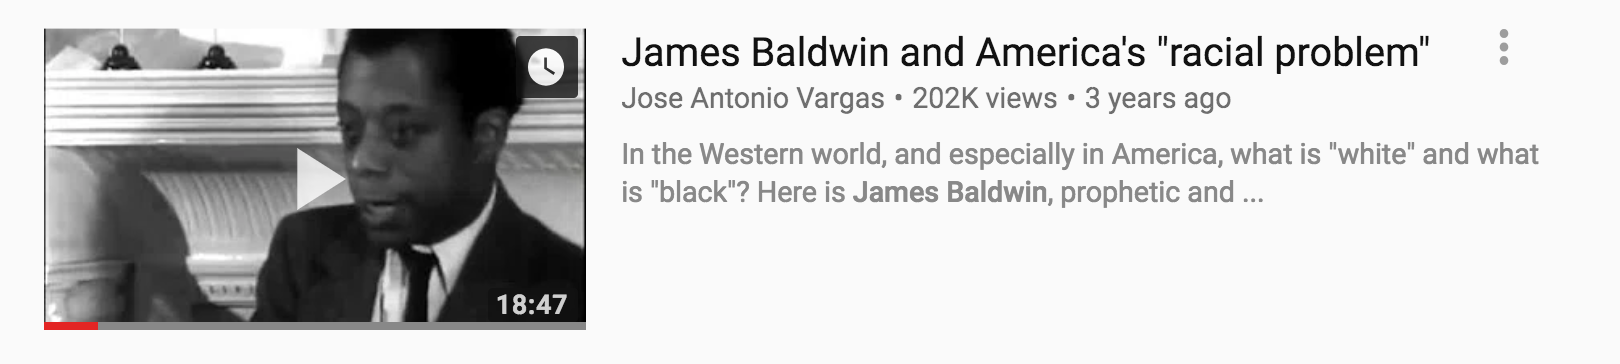 James Baldwin and America's "racial problem"
Jose Antonio Vargas • 202K views • 3 years ago
In the Western world, and especially in America, what is "white" and what
is "black"? Here is James Baldwin, prophetic and ...
18:47